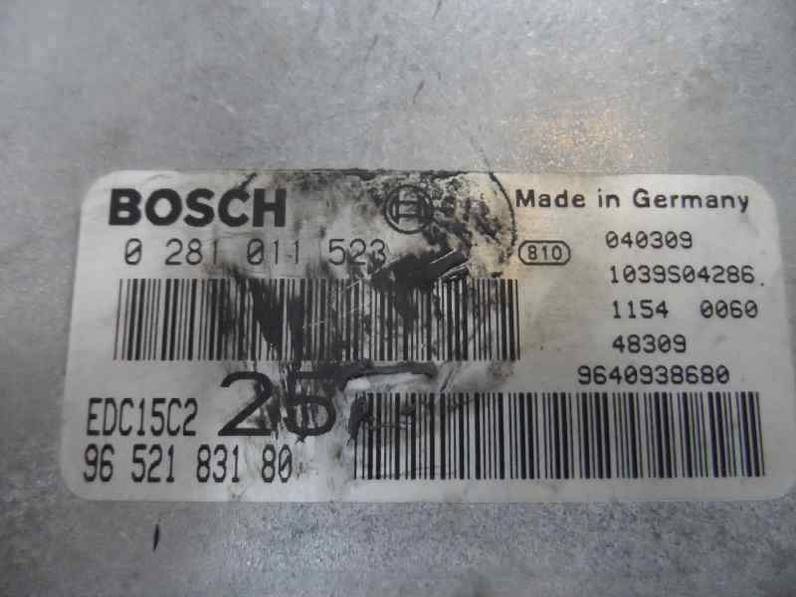 BOSCH
Made in Germany
0 281 011 523
810
040309
1039S04286
1154 0060
48309
9640938680
EDC15C2
25
96 521 831 80